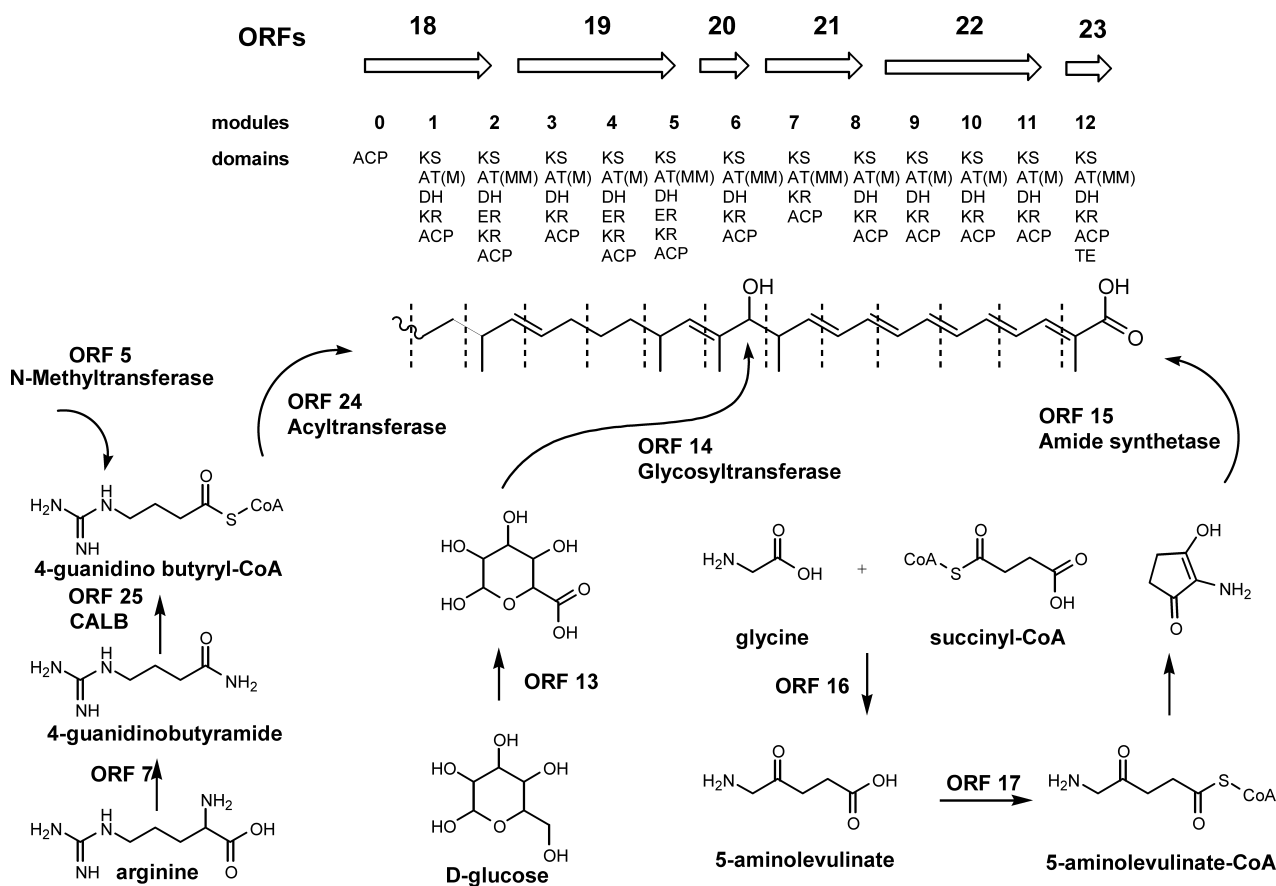 ORFs 18 19 20 21 22 23
modules 0 1 2 3 4 5 6 7 8 9 10 11 12
domains ACP KS KS KS KS KS KS KS KS KS KS KS KS
AT(M) AT(MM) AT(M) AT(M) AT(MM) AT(MM) AT(MM) AT(M) AT(M) AT(M) AT(M) AT(MM)
DH DH DH DH DH DH KR DH DH DH DH DH
KR ER KR ER ER KR ACP KR KR KR KR KR
ACP KR ACP KR KR ACP ACP ACP ACP ACP ACP
ACP ACP ACP TE
OH OH
O
ORF 5
N-Methyltransferase
ORF 24
Acyltransferase
ORF 14
Glycosyltransferase
ORF 15
Amide synthetase
H2N H N NH O S CoA
4-guanidino butyryl-CoA
ORF 25
CALB
H2N H N NH O NH2
4-guanidinobutyramide
ORF 7
H2N H N NH NH2 OH O
arginine
OH HO OH HO O O OH
ORF 13
OH HO OH HO O OH
D-glucose
H2N O OH
glycine
+
CoA S O O OH
succinyl-CoA
ORF 16
H2N O OH O
5-aminolevulinate
ORF 17
H2N O S CoA O
5-aminolevulinate-CoA
OH NH2 O